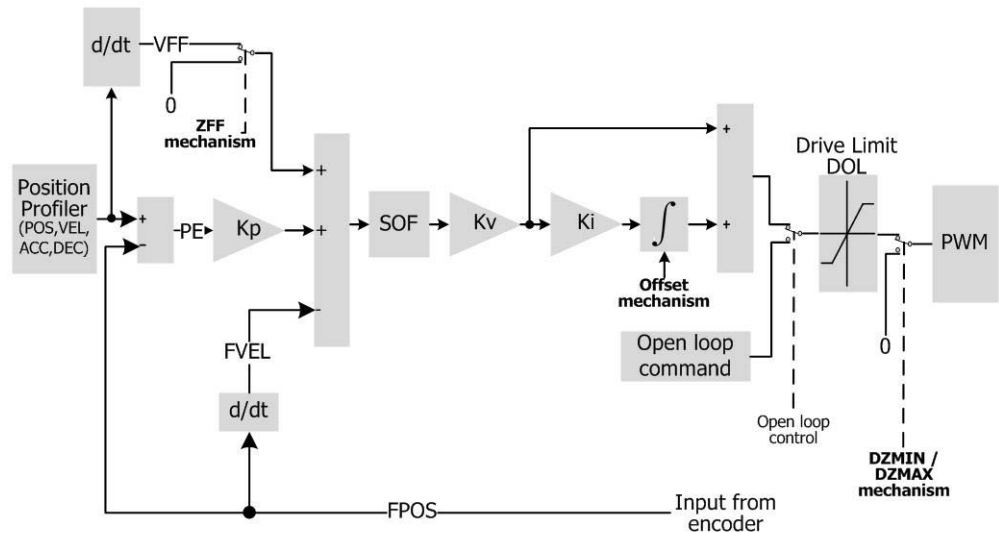 d/dt
VFF
0
ZFF
mechanism
Position
Profiler
(POS,VEL,
ACC,DEC)
+
−
PE
Kp
+
+
−
SOF
Kv
Ki
∫
Offset
mechanism
+
+
Drive Limit
DOL
PWM
0
Open loop
command
Open loop
control
DZMIN /
DZMAX
mechanism
FVEL
d/dt
FPOS
Input from
encoder